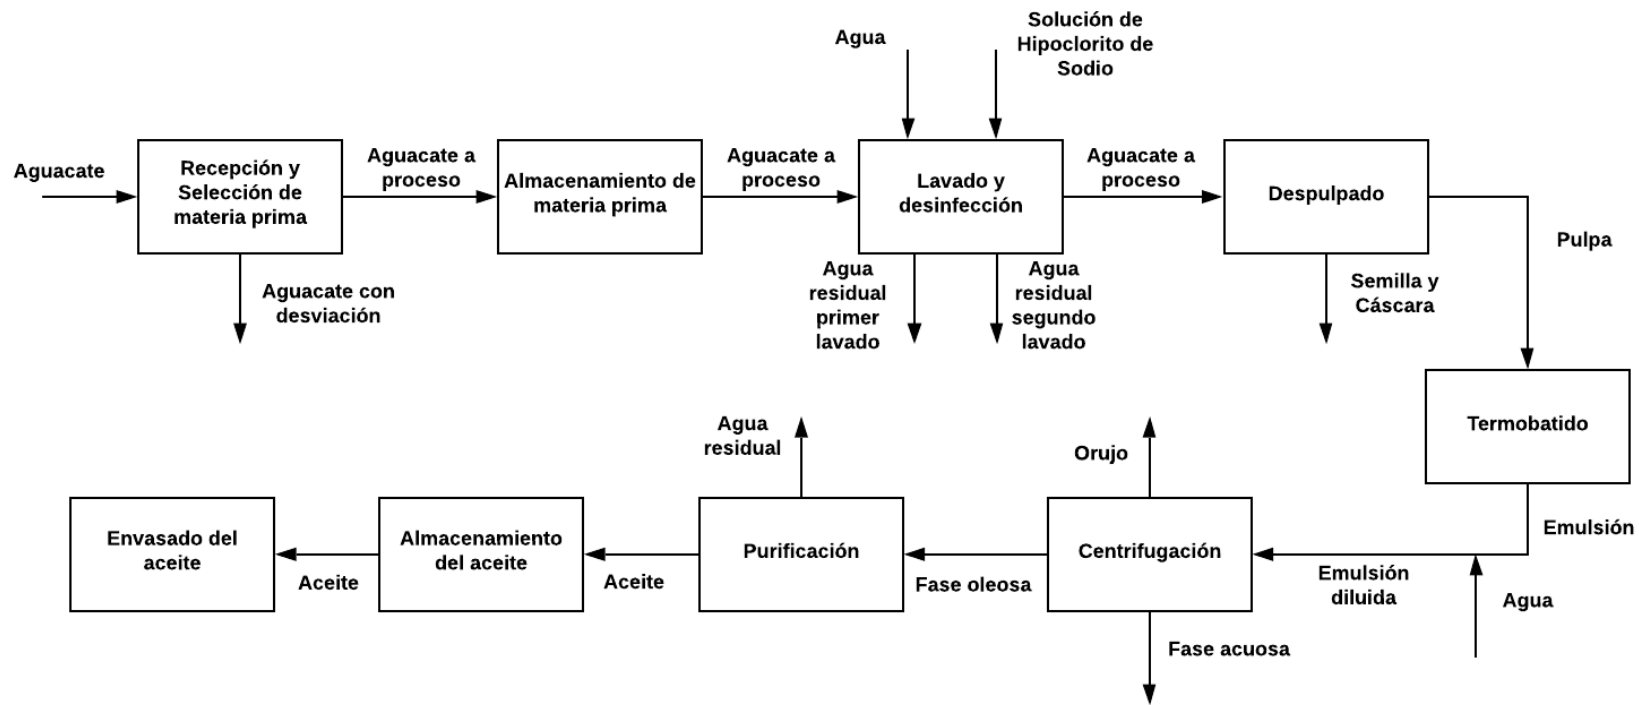 Agua
Solución de
Hipoclorito de
Sodio
Aguacate
Recepción y
Selección de
materia prima
Aguacate a
proceso
Almacenamiento de
materia prima
Aguacate a
proceso
Lavado y
desinfección
Aguacate a
proceso
Despulpado
Pulpa
Aguacate con
desviación
Agua
residual
primer
lavado
Agua
residual
segundo
lavado
Semilla y
Cáscara
Termobatido
Emulsión
Agua
Emulsión
diluida
Centrifugación
Orujo
Fase acuosa
Fase oleosa
Purificación
Agua
residual
Aceite
Almacenamiento
del aceite
Aceite
Envasado del
aceite